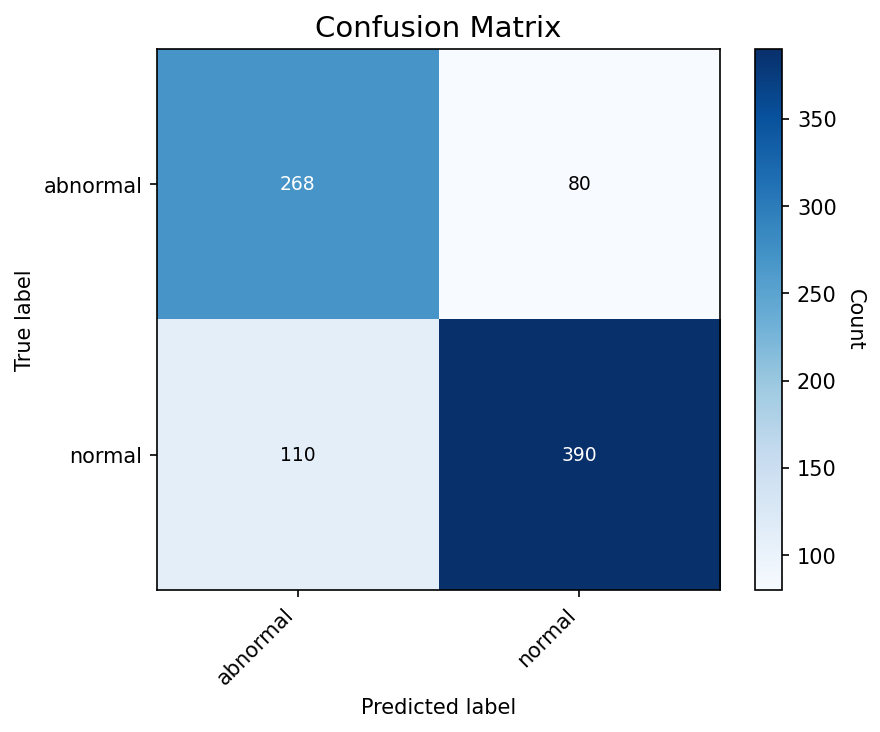 Confusion Matrix
True label
abnormal
268
80
normal
110
390
abnormal
normal
Predicted label
350
300
250
200
150
100
Count